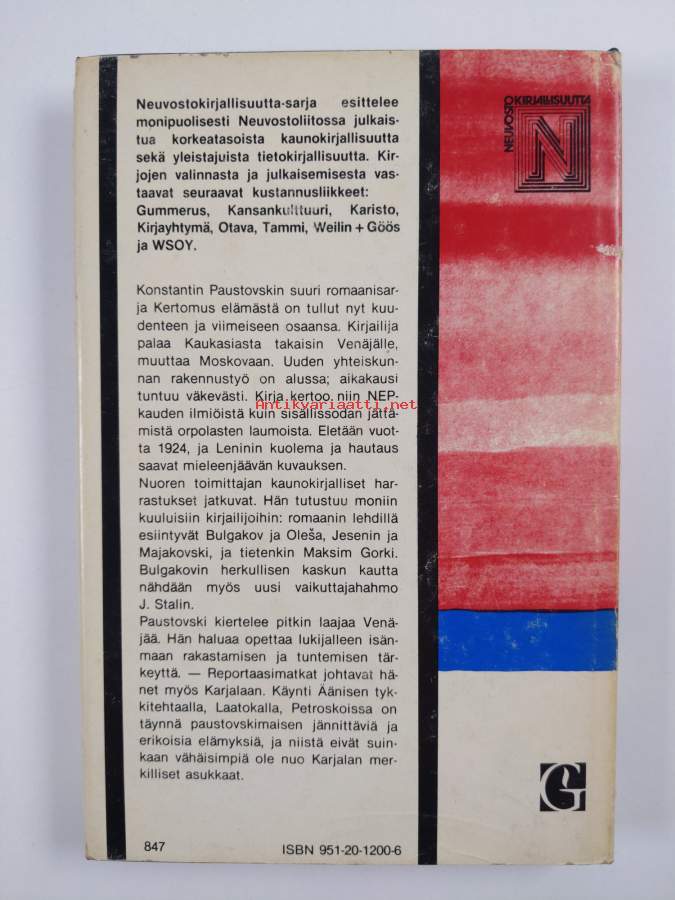 Neuvostokirjallisuutta-sarja esittelee
monipuolisesti Neuvostoliitossa julkais-
tua korkeatasoista kaunokirjallisuutta
sekä yleistajuista tietokirjallisuutta. Kir-
jojen valinnasta ja julkaisemisesta vas-
taavat seuraavat kustannusliikkeet:
Gummerus, Kansankulttuuri, Karisto,
Kirjayhtymä, Otava, Tammi, Weilin + Göös
ja WSOY.
Konstantin Paustovskin suuri romaanisar-
ja Kertomus elämästä on tullut nyt kuu-
denteen ja viimeiseen osaansa. Kirjailija
palaa Kaukasiasta takaisin Venäjälle,
muuttaa Moskovaan. Uuden yhteiskun-
nan rakennustyö on alussa; aikakausi
tuntuu väkevästi. Kirja kertoo niin NEP-
kauden ilmiöistä kuin sisällissodan jättä-
mistä orpolasten laumoista. Eletään vuot-
ta 1924, ja Leninin kuolema ja hautaus
saavat mieleenjäävän kuvauksen.
Nuoren toimittajan kaunokirjalliset har-
rastukset jatkuvat. Hän tutustuu moniin
kuuluisiin kirjailijoihin: romaanin lehdillä
esiintyvät Bulgakov ja Oleša, Jesenin ja
Majakovski, ja tietenkin Maksim Gorki.
Bulgakovin herkullisen kaskun kautta
nähdään myös uusi vaikuttajahahmo
J. Stalin.
Paustovski kiertelee pitkin laajaa Venä-
jää. Hän haluaa opettaa lukijalleen isän-
maan rakastamisen ja tuntemisen tär-
keyttä. — Reportaasimatkat johtavat hä-
net myös Karjalaan. Käynti Äänisen tyk-
kitehtaalla, Laatokalla, Petroskoissa on
täynnä paustovskimaisen jännittäviä ja
erikoisia elämyksiä, ja niistä eivät suin-
kaan vähäisimpiä ole nuo Karjalan mer-
killiset asukkaat.
847 ISBN 951-20-1200-6
NEUVOSTOKIRJALLISUUTTA
N
G
Antikvariaatti.net